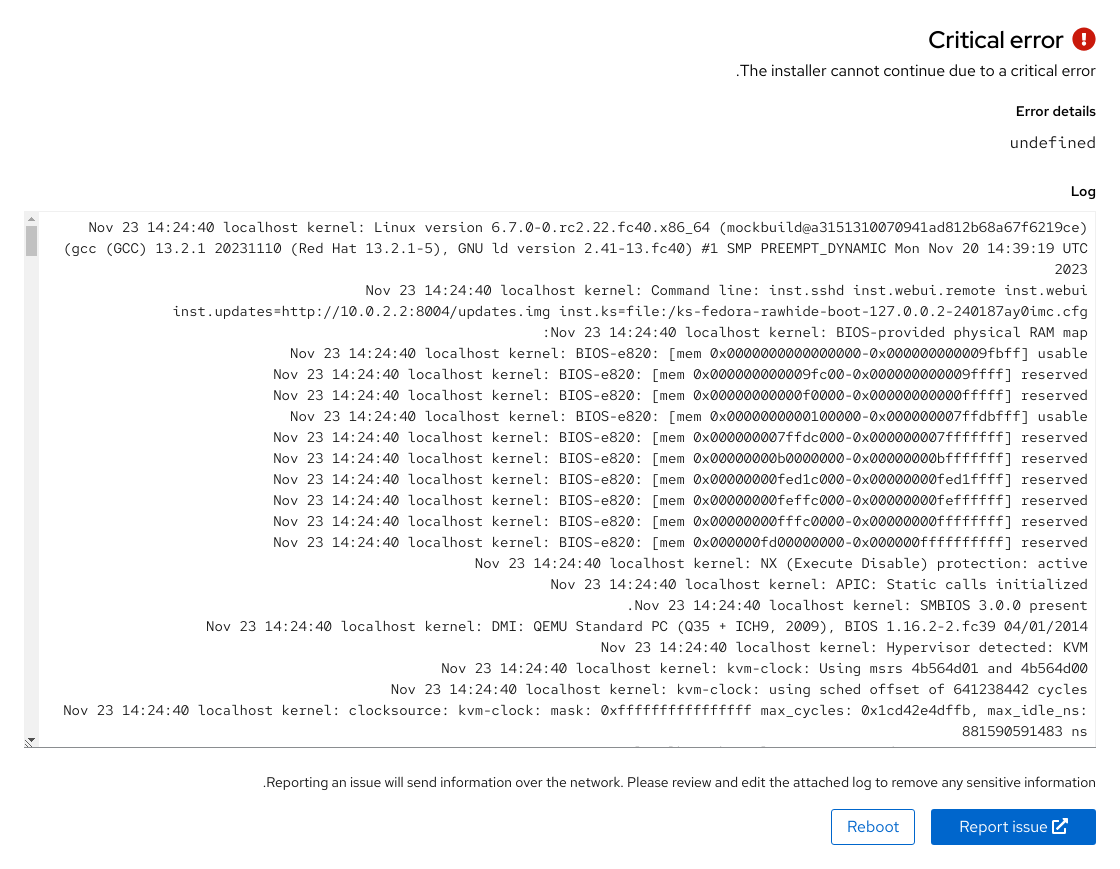 Critical error
.The installer cannot continue due to a critical error
Error details
undefined
Log
Nov 23 14:24:40 localhost kernel: Linux version 6.7.0-0.rc2.22.fc40.x86_64 (mockbuild@a3151310070941ad812b68a67f6219ce)
(gcc (GCC) 13.2.1 20231110 (Red Hat 13.2.1-5), GNU ld version 2.41-13.fc40) #1 SMP PREEMPT_DYNAMIC Mon Nov 20 14:39:19 UTC
2023
Nov 23 14:24:40 localhost kernel: Command line: inst.sshd inst.webui.remote inst.webui
inst.updates=http://10.0.2.2:8004/updates.img inst.ks=file:/ks-fedora-rawhide-boot-127.0.0.2-240187ay0imc.cfg
:Nov 23 14:24:40 localhost kernel: BIOS-provided physical RAM map
Nov 23 14:24:40 localhost kernel: BIOS-e820: [mem 0x0000000000000000-0x000000000009fbff] usable
Nov 23 14:24:40 localhost kernel: BIOS-e820: [mem 0x000000000009fc00-0x000000000009ffff] reserved
Nov 23 14:24:40 localhost kernel: BIOS-e820: [mem 0x00000000000f0000-0x00000000000fffff] reserved
Nov 23 14:24:40 localhost kernel: BIOS-e820: [mem 0x0000000000100000-0x000000007ffdbfff] usable
Nov 23 14:24:40 localhost kernel: BIOS-e820: [mem 0x000000007ffdc000-0x000000007fffffff] reserved
Nov 23 14:24:40 localhost kernel: BIOS-e820: [mem 0x00000000b0000000-0x00000000bfffffff] reserved
Nov 23 14:24:40 localhost kernel: BIOS-e820: [mem 0x00000000fed1c000-0x00000000fed1ffff] reserved
Nov 23 14:24:40 localhost kernel: BIOS-e820: [mem 0x00000000feffc000-0x00000000feffffff] reserved
Nov 23 14:24:40 localhost kernel: BIOS-e820: [mem 0x00000000fffc0000-0x00000000ffffffff] reserved
Nov 23 14:24:40 localhost kernel: BIOS-e820: [mem 0x000000fd00000000-0x000000ffffffffff] reserved
Nov 23 14:24:40 localhost kernel: NX (Execute Disable) protection: active
Nov 23 14:24:40 localhost kernel: APIC: Static calls initialized
.Nov 23 14:24:40 localhost kernel: SMBIOS 3.0.0 present
Nov 23 14:24:40 localhost kernel: DMI: QEMU Standard PC (Q35 + ICH9, 2009), BIOS 1.16.2-2.fc39 04/01/2014
Nov 23 14:24:40 localhost kernel: Hypervisor detected: KVM
Nov 23 14:24:40 localhost kernel: kvm-clock: Using msrs 4b564d01 and 4b564d00
Nov 23 14:24:40 localhost kernel: kvm-clock: using sched offset of 641238442 cycles
Nov 23 14:24:40 localhost kernel: clocksource: kvm-clock: mask: 0xffffffffffffffff max_cycles: 0x1cd42e4dffb, max_idle_ns:
881590591483 ns
.Reporting an issue will send information over the network. Please review and edit the attached log to remove any sensitive information
Reboot
Report issue